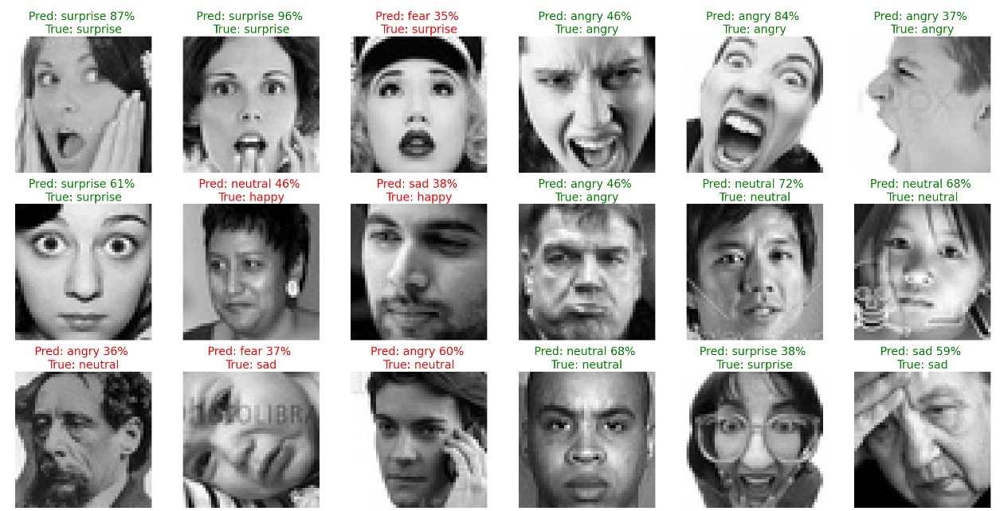 Pred: surprise 87%
True: surprise
Pred: surprise 96%
True: surprise
Pred: fear 35%
True: surprise
Pred: angry 46%
True: angry
Pred: angry 84%
True: angry
Pred: angry 37%
True: angry
Pred: surprise 61%
True: surprise
Pred: neutral 46%
True: happy
Pred: sad 38%
True: happy
Pred: angry 46%
True: angry
Pred: neutral 72%
True: neutral
Pred: neutral 68%
True: neutral
Pred: angry 36%
True: neutral
Pred: fear 37%
True: sad
Pred: angry 60%
True: neutral
Pred: neutral 68%
True: neutral
Pred: surprise 38%
True: surprise
Pred: sad 59%
True: sad